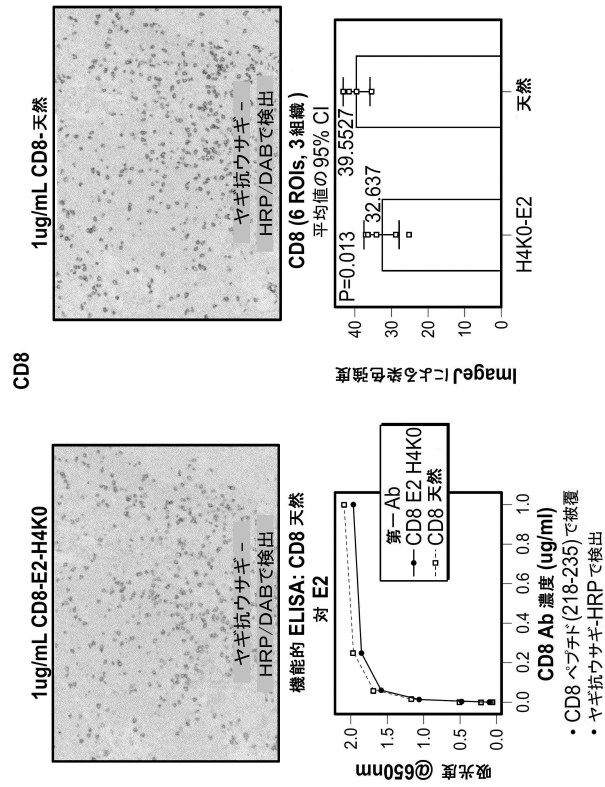 CD8
1ug/mL CD8-E2-H4K0
ヤギ抗ウサギ-
HRP/DABで検出
1ug/mL CD8-天然
ヤギ抗ウサギ-
HRP/DABで検出
機能的 ELISA: CD8 天然
対 E2
吸光度 @650nm
2.0
1.5
1.0
0.5
0.0
第一Ab
CD8 E2 H4K0
CD8 天然
0.0 0.2 0.4 0.6 0.8 1.0
CD8 Ab 濃度 (ug/ml)
• CD8 ペプチド (218-235) で被覆
• ヤギ抗ウサギ-HRP で検出
CD8 (6 ROIs, 3 組織)
平均値の 95% CI
ImageJ による染色強度
40
30
20
10
0
P=0.013
39.5527
32.637
H4K0-E2 天然